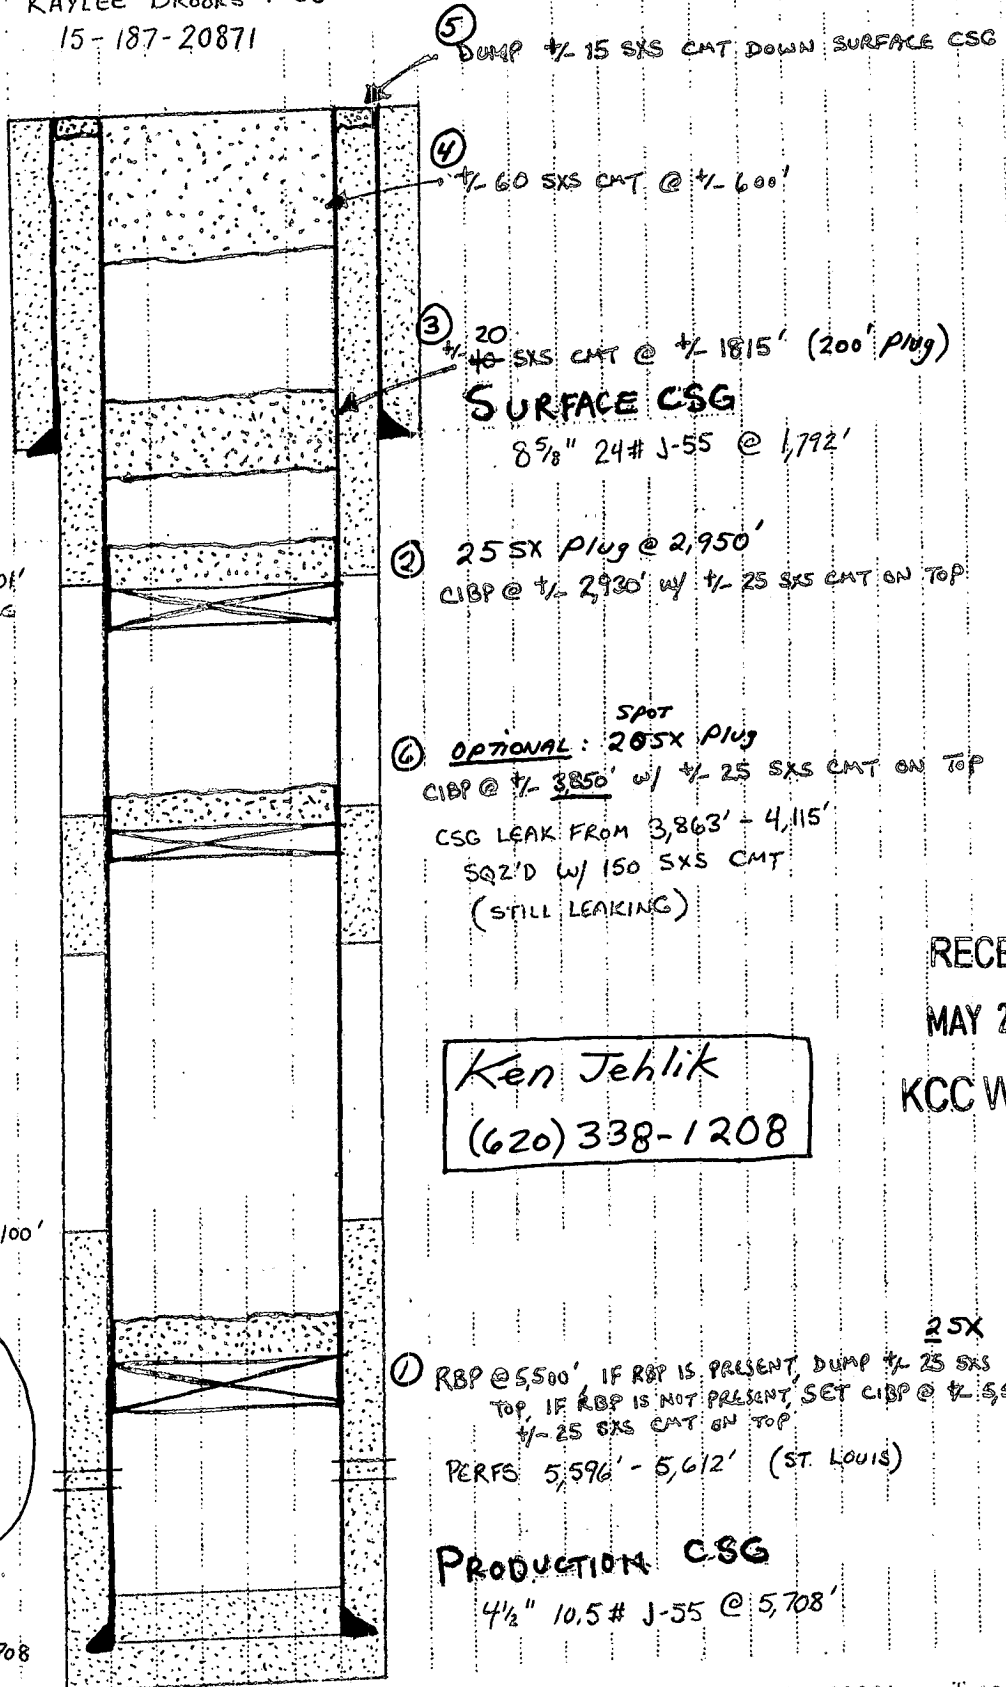 KAYLEE BROOKS
15-187-20871
⑤ DUMP +/- 15 SXS CMT DOWN SURFACE CSG
④ +/- 60 SXS CMT @ +/- 600'
③ 20
+/- 40 SXS CMT @ +/- 1815' (200' Plug)
SURFACE CSG
8 5/8" 24# J-55 @ 1,792'
② 25 SX Plug @ 2,950'
CIBP @ +/- 2,930' W/ +/- 25 SXS CMT ON TOP
SPOT
⑥ OPTIONAL: 20SX Plug
CIBP @ +/- 3,850' W/ +/- 25 SXS CMT ON TOP
CSG LEAK FROM 3,863' - 4,115'
SQZ'D W/ 150 SXS CMT
(STILL LEAKING)
RECE
MAY 2
Ken Jehlik
(620) 338-1208
KCC W
100'
25X
① RBP @ 5,500', IF RBP IS PRESENT, DUMP +/- 25 SXS
TOP, IF RBP IS NOT PRESENT, SET CIBP @ +/- 5,5
+/- 25 SXS CMT ON TOP
PERFS 5,596' - 5,612' (ST. LOUIS)
PRODUCTION CSG
4 1/2" 10.5# J-55 @ 5,708'
708